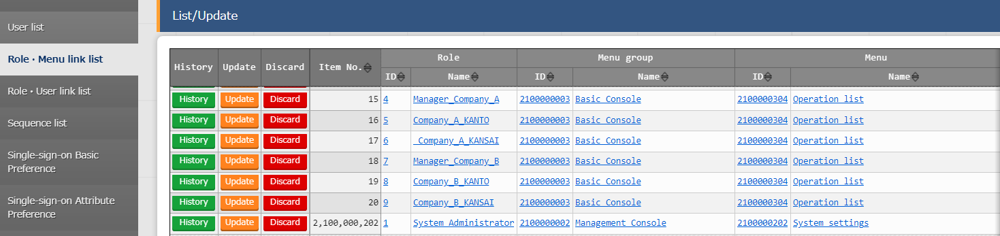 List/Update
User list
Role・Menu link list
Role・User link list
Sequence list
Single-sign-on Basic
Preference
Single-sign-on Attribute
Preference
History Update Discard Item No. Role Menu group Menu
ID Name ID Name ID Name
History Update Discard 15 4 Manager_Company_A 2100000003 Basic Console 2100000304 Operation list
History Update Discard 16 5 Company_A_KANTO 2100000003 Basic Console 2100000304 Operation list
History Update Discard 17 6 _Company_A_KANSAI 2100000003 Basic Console 2100000304 Operation list
History Update Discard 18 7 Manager_Company_B 2100000003 Basic Console 2100000304 Operation list
History Update Discard 19 8 Company_B_KANTO 2100000003 Basic Console 2100000304 Operation list
History Update Discard 20 9 Company_B_KANSAI 2100000003 Basic Console 2100000304 Operation list
History Update Discard 2,100,000,202 1 System Administrator 2100000002 Management Console 2100000202 System settings